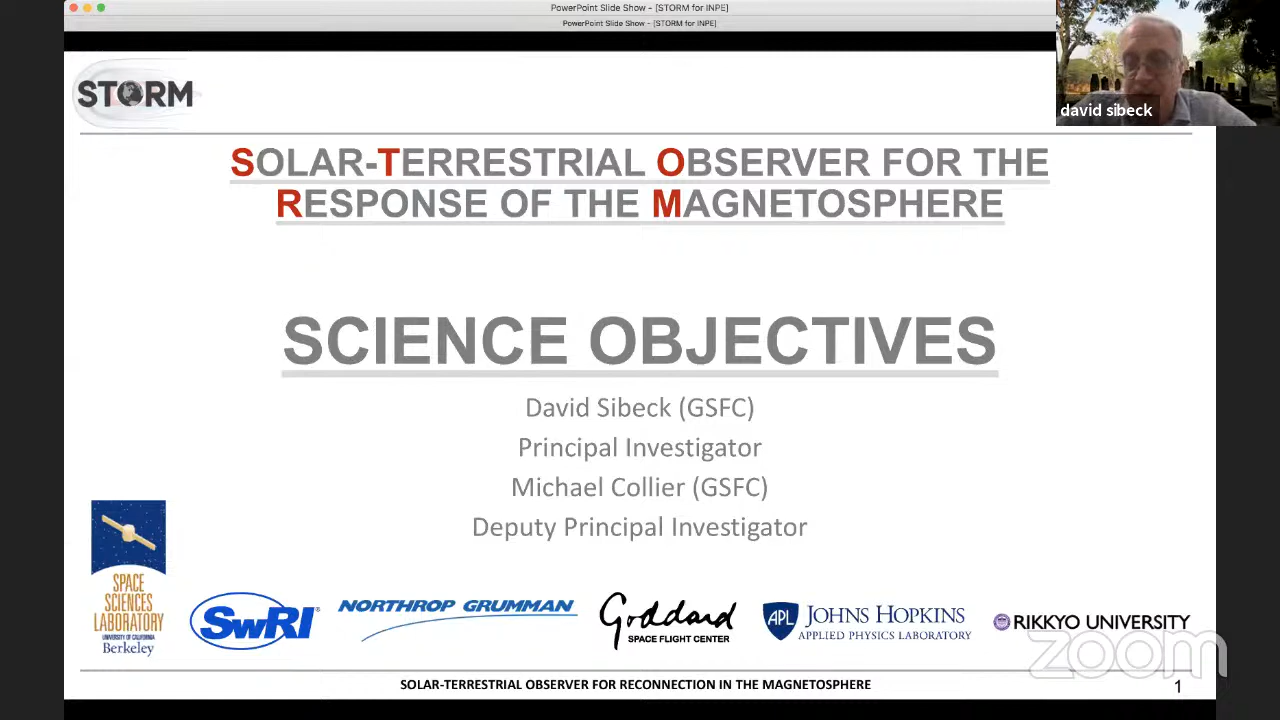 PowerPoint Slide Show - [STORM for INPE]
PowerPoint Slide Show - [STORM for INPE]
david sibeck
STORM
SOLAR-TERRESTRIAL OBSERVER FOR THE
RESPONSE OF THE MAGNETOSPHERE
SCIENCE OBJECTIVES
David Sibeck (GSFC)
Principal Investigator
Michael Collier (GSFC)
Deputy Principal Investigator
SPACE
SCIENCES
LABORATORY
UNIVERSITY OF CALIFORNIA
Berkeley
SwRI®
NORTHROP GRUMMAN
Goddard
SPACE FLIGHT CENTER
APL
JOHNS HOPKINS
APPLIED PHYSICS LABORATORY
RIKKYO UNIVERSITY
zoom
SOLAR-TERRESTRIAL OBSERVER FOR RECONNECTION IN THE MAGNETOSPHERE
1